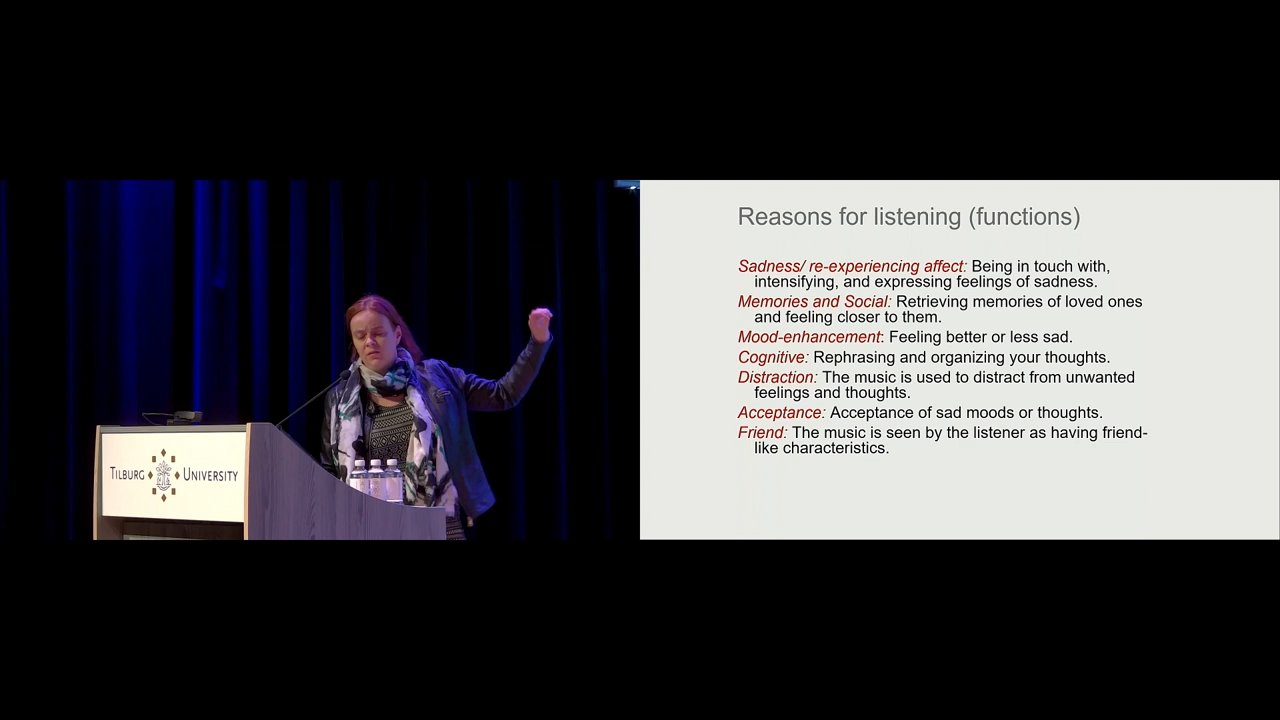 TILBURG UNIVERSITY
Reasons for listening (functions)
Sadness/ re-experiencing affect: Being in touch with,
intensifying, and expressing feelings of sadness.
Memories and Social: Retrieving memories of loved ones
and feeling closer to them.
Mood-enhancement: Feeling better or less sad.
Cognitive: Rephrasing and organizing your thoughts.
Distraction: The music is used to distract from unwanted
feelings and thoughts.
Acceptance: Acceptance of sad moods or thoughts.
Friend: The music is seen by the listener as having friend-
like characteristics.